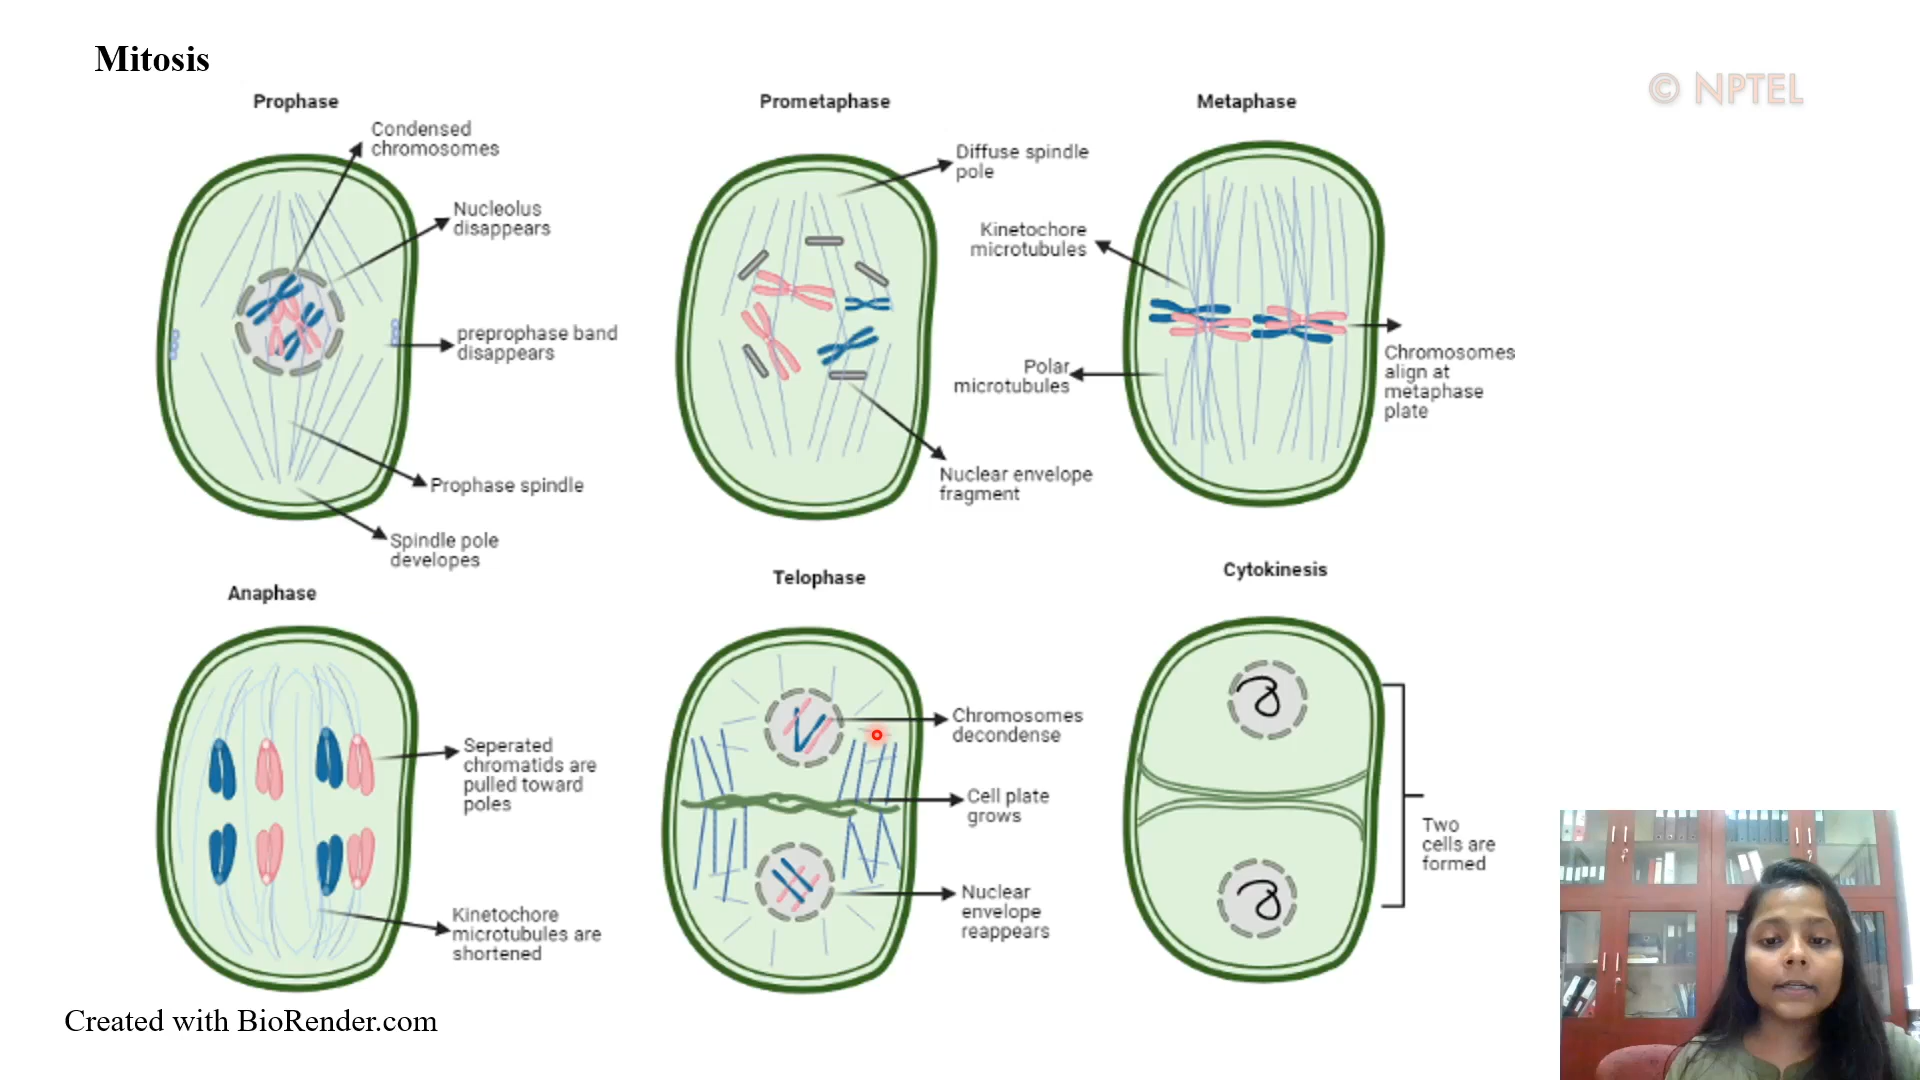 Mitosis
© NPTEL
Prophase
Condensed
chromosomes
Nucleolus
disappears
preprophase band
disappears
Prophase spindle
Spindle pole
developes
Prometaphase
Diffuse spindle
pole
Nuclear envelope
fragment
Metaphase
Kinetochore
microtubules
Polar
microtubules
Chromosomes
align at
metaphase
plate
Anaphase
Seperated
chromatids are
pulled toward
poles
Kinetochore
microtubules are
shortened
Telophase
Chromosomes
decondense
Cell plate
grows
Nuclear
envelope
reappears
Cytokinesis
Two
cells are
formed
Created with BioRender.com